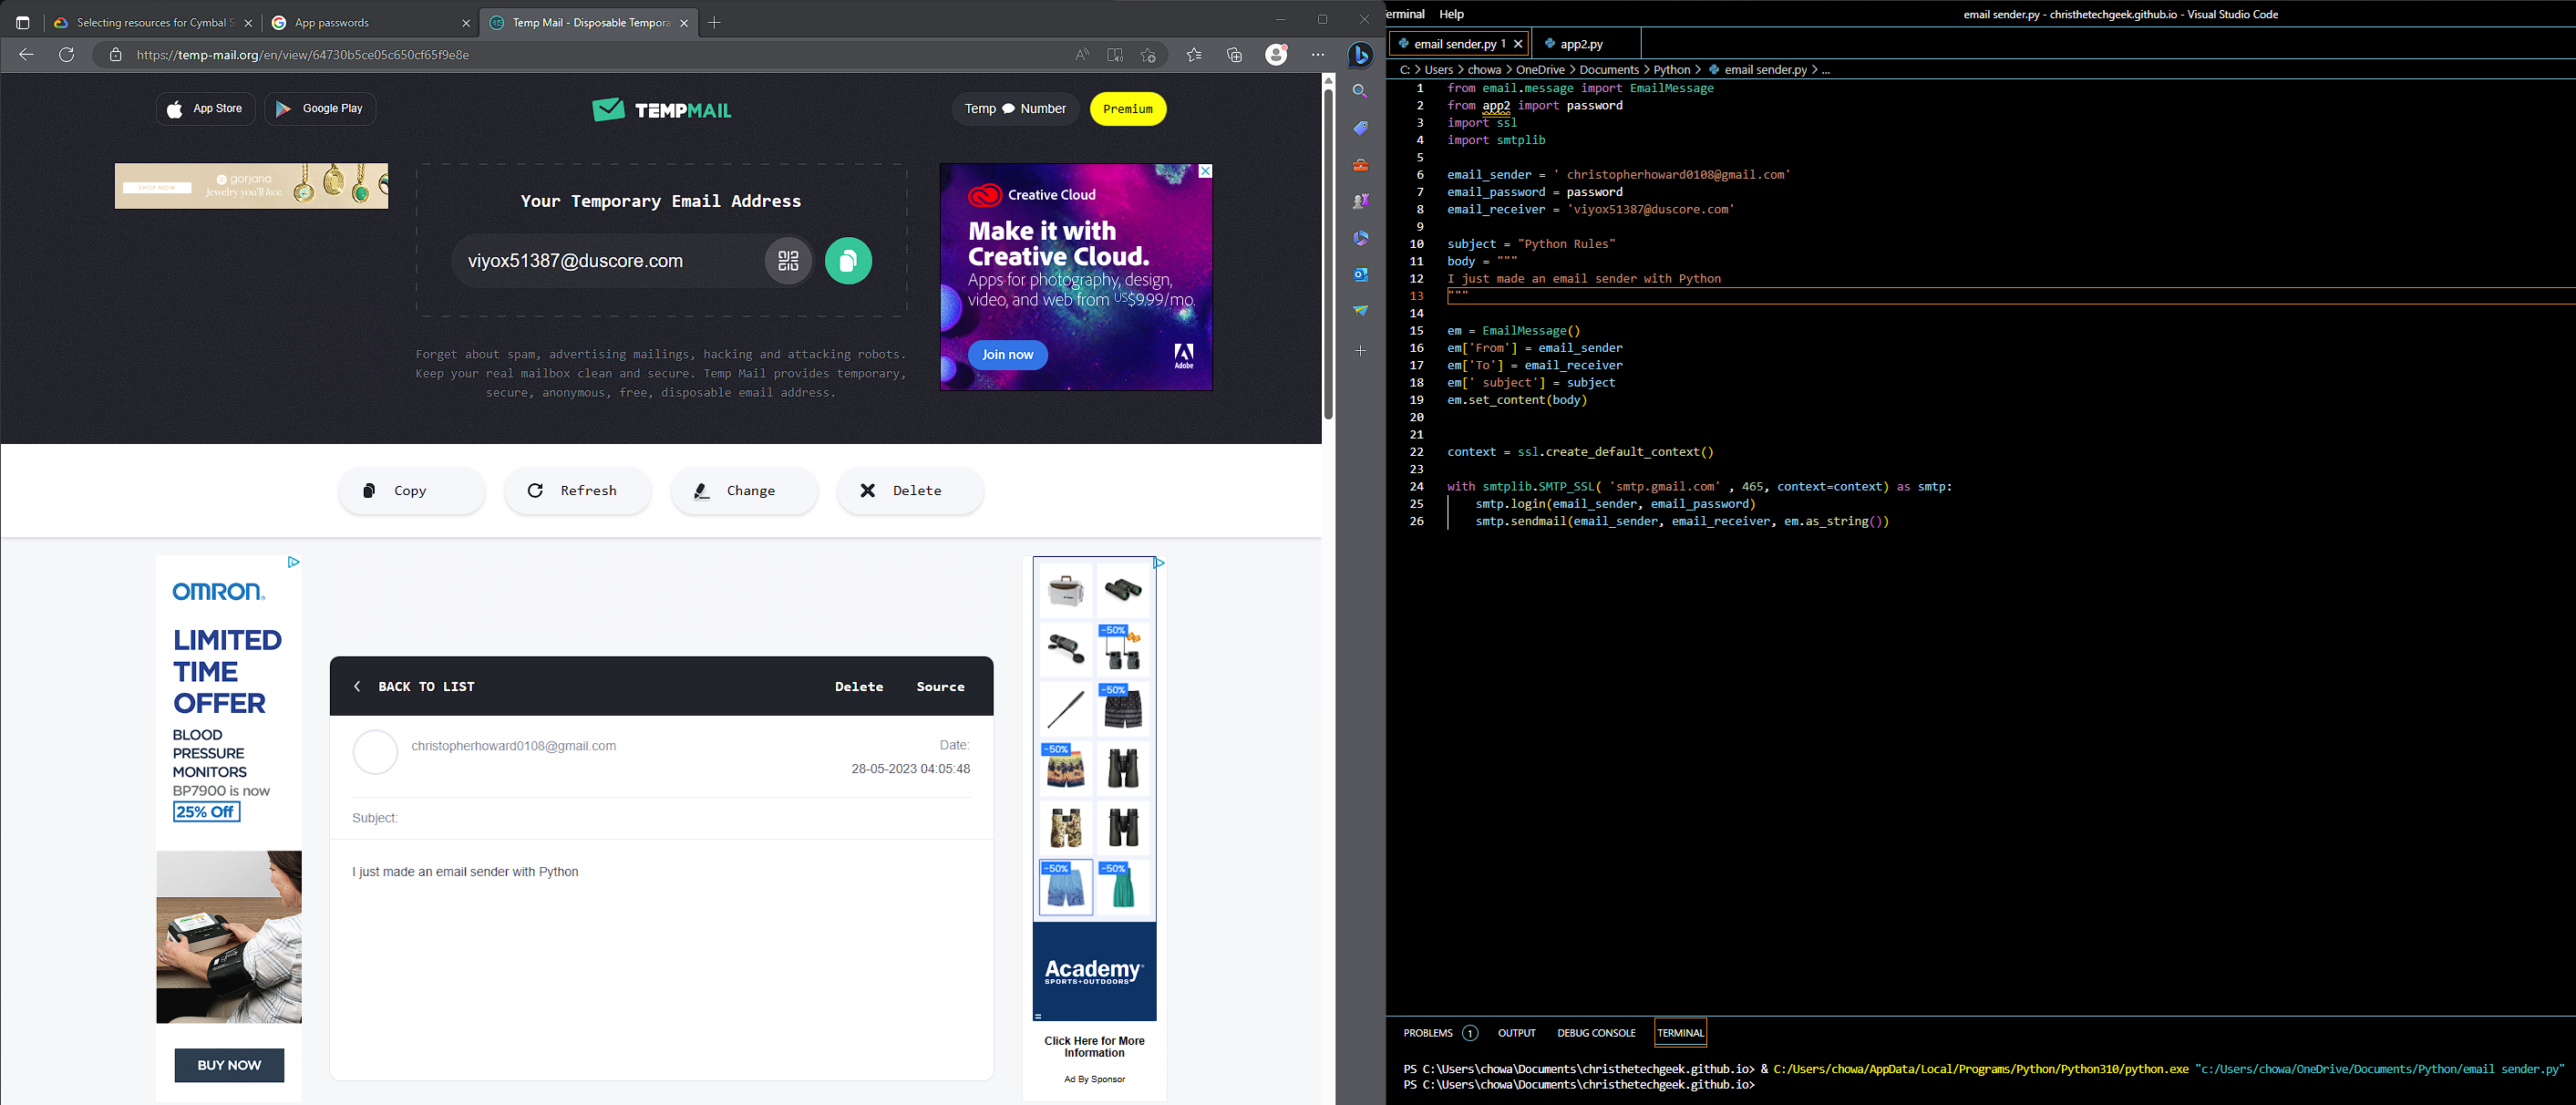 Selecting resources for Cymbal S
App passwords
Temp Mail - Disposable Tempora
https://temp-mail.org/en/view/64730b5ce05c650cf65f9e8e
App Store
Google Play
TEMPMAIL
Temp Number
Premium
SHOP NOW
gorjana
Jewelry you'll love.
Your Temporary Email Address
viyox51387@duscore.com
Forget about spam, advertising mailings, hacking and attacking robots.
Keep your real mailbox clean and secure. Temp Mail provides temporary,
secure, anonymous, free, disposable email address.
Creative Cloud
Make it with
Creative Cloud.
Apps for photography, design,
video, and web from US$9.99/mo.
Join now
Adobe
Copy
Refresh
Change
Delete
OMRON
LIMITED
TIME
OFFER
BLOOD
PRESSURE
MONITORS
BP7900 is now
25% Off
BUY NOW
BACK TO LIST
Delete
Source
christopherhoward0108@gmail.com
Date:
28-05-2023 04:05:48
Subject:
I just made an email sender with Python
-50%
-50%
-50%
-50%
-50%
Academy
SPORTS+OUTDOORS
Click Here for More
Information
Ad By Sponsor
erminal
Help
email sender.py - christhetechgeek.github.io - Visual Studio Code
email sender.py 1
app2.py
C: > Users > chowa > OneDrive > Documents > Python > email sender.py > ...
1 from email.message import EmailMessage
2 from app2 import password
3 import ssl
4 import smtplib
5
6 email_sender = ' christopherhoward0108@gmail.com'
7 email_password = password
8 email_receiver = 'viyox51387@duscore.com'
9
10 subject = "Python Rules"
11 body = """
12 I just made an email sender with Python
13 """
14
15 em = EmailMessage()
16 em['From'] = email_sender
17 em['To'] = email_receiver
18 em[' subject'] = subject
19 em.set_content(body)
20
21
22 context = ssl.create_default_context()
23
24 with smtplib.SMTP_SSL( 'smtp.gmail.com' , 465, context=context) as smtp:
25 smtp.login(email_sender, email_password)
26 smtp.sendmail(email_sender, email_receiver, em.as_string())
PROBLEMS 1
OUTPUT
DEBUG CONSOLE
TERMINAL
PS C:\Users\chowa\Documents\christhetechgeek.github.io> & C:/Users/chowa/AppData/Local/Programs/Python/Python310/python.exe "c:/Users/chowa/OneDrive/Documents/Python/email sender.py"
PS C:\Users\chowa\Documents\christhetechgeek.github.io>